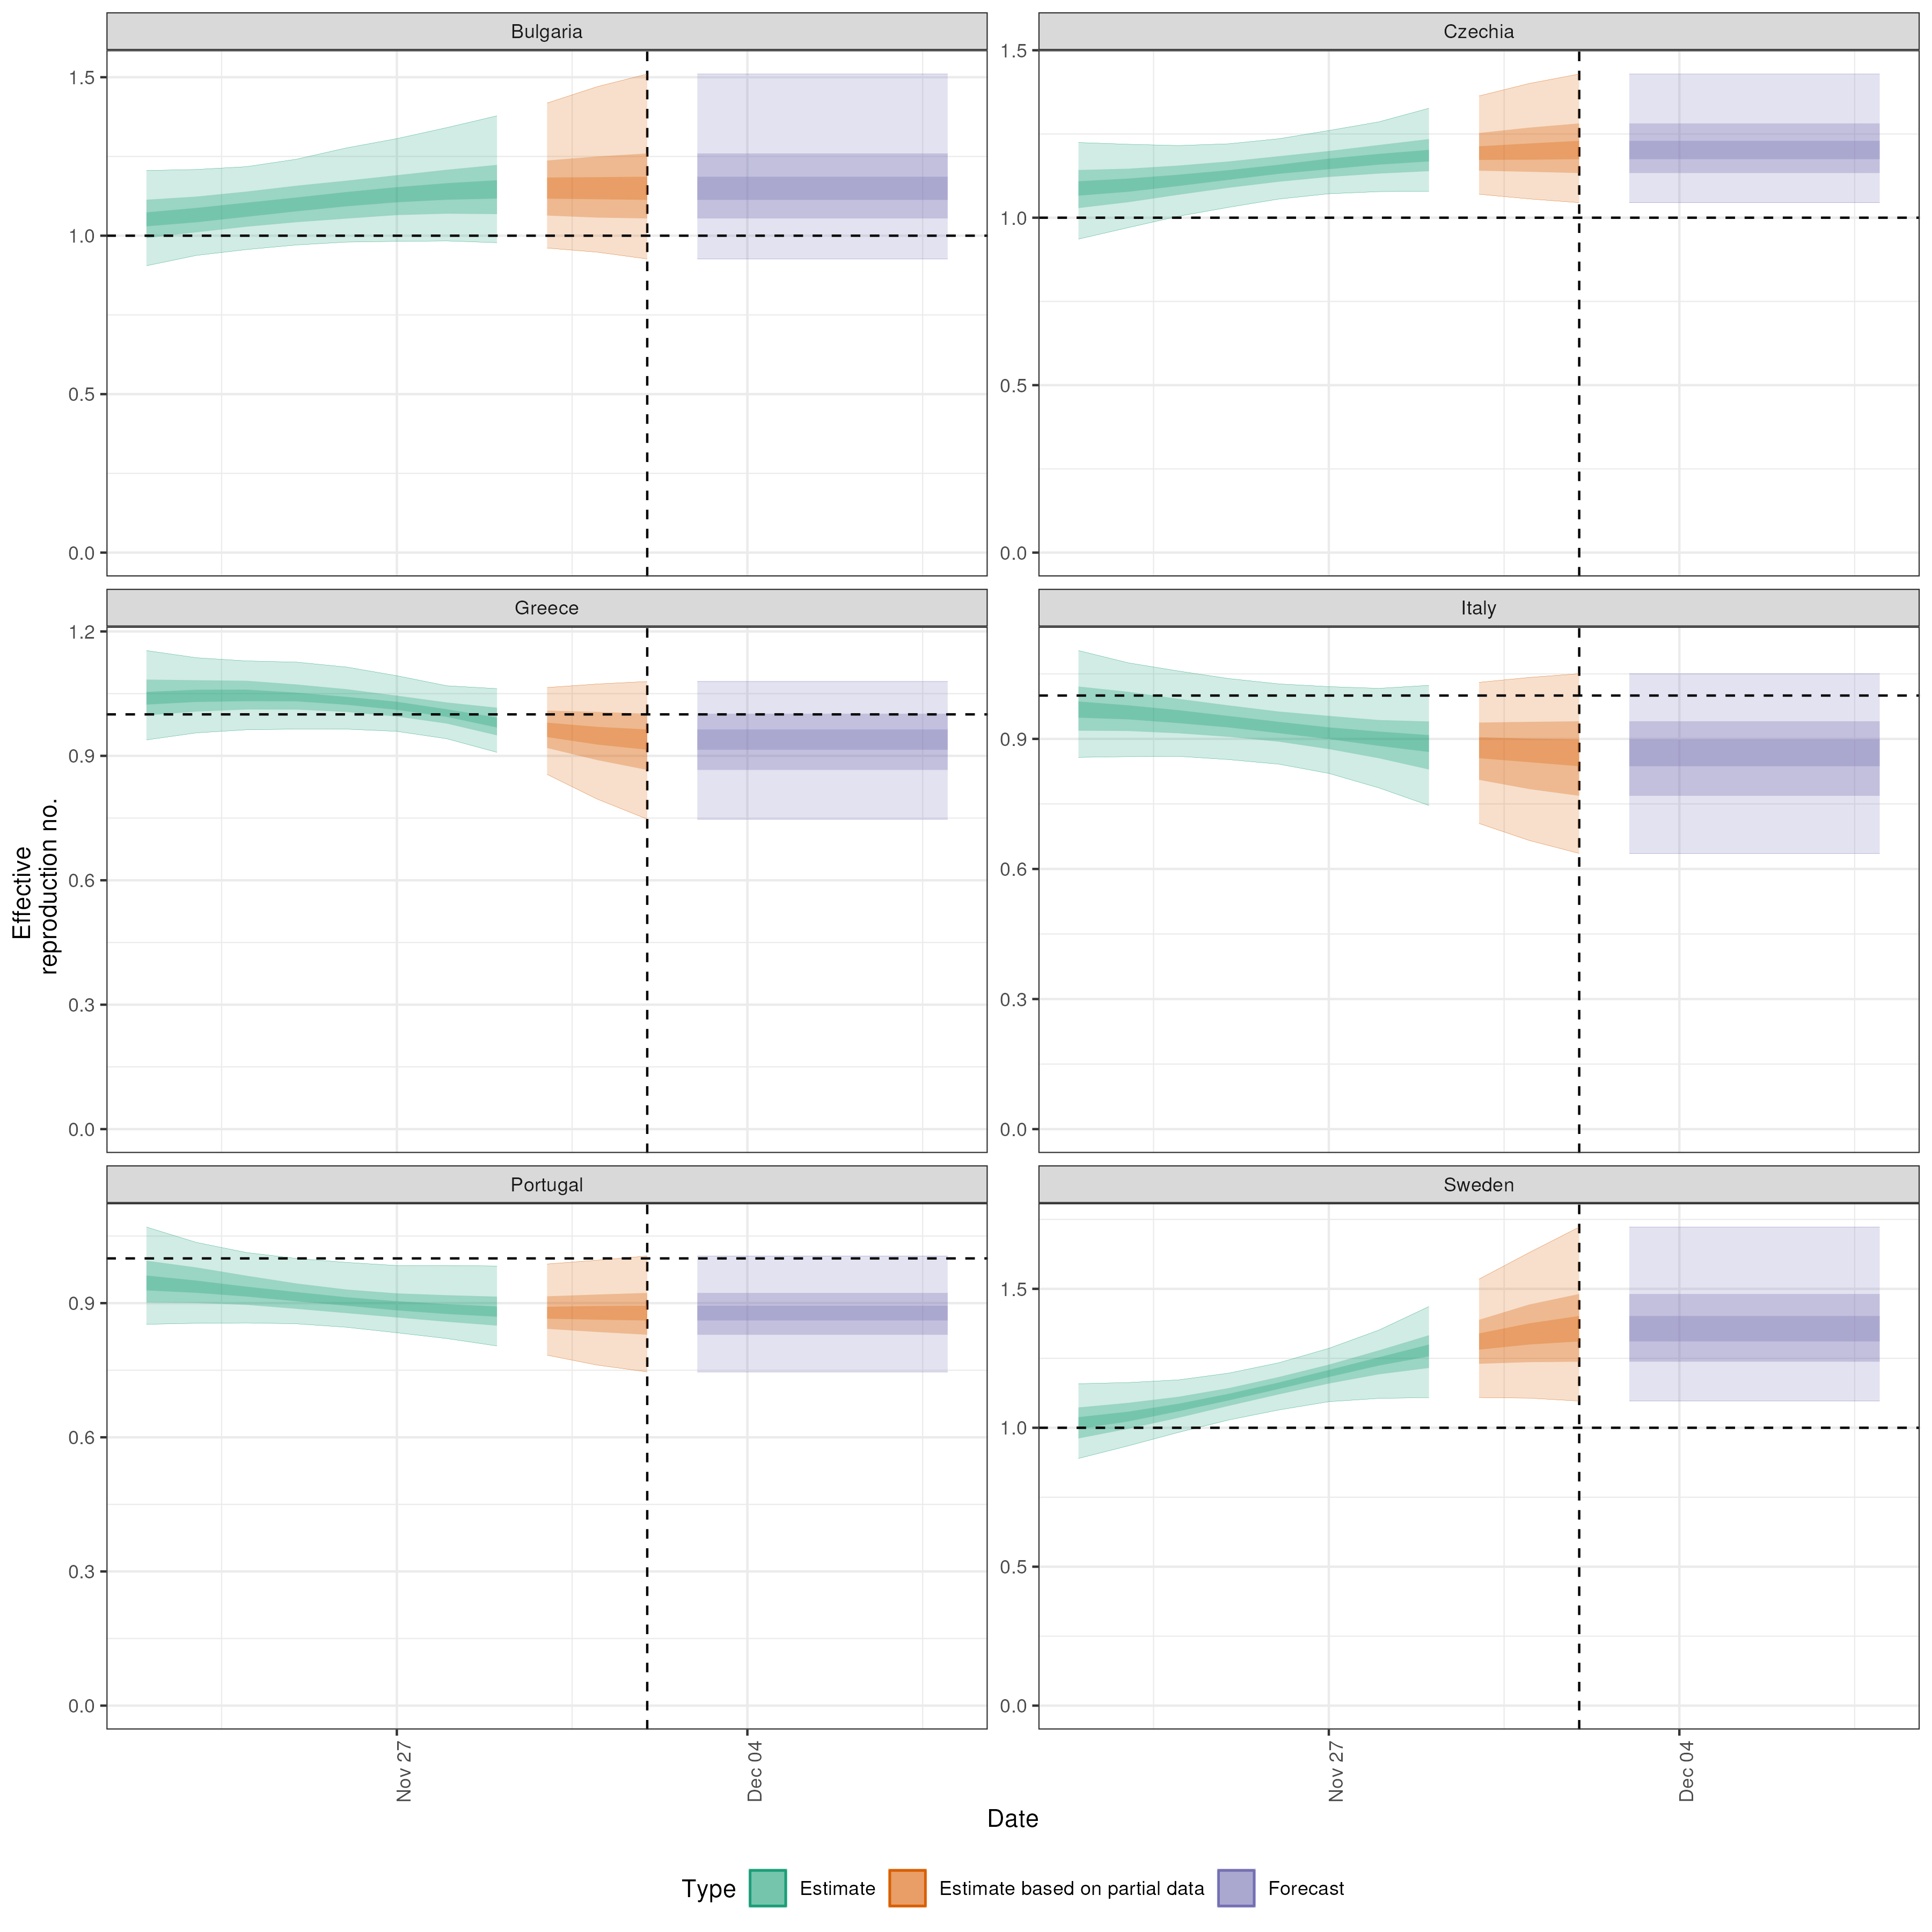 Bulgaria
Czechia
1.5
1.0
0.5
0.0
1.5
1.0
0.5
0.0
Greece
Italy
1.2
0.9
0.6
0.3
0.0
0.9
0.6
0.3
0.0
Effective
reproduction no.
Portugal
Sweden
0.9
0.6
0.3
0.0
1.5
1.0
0.5
0.0
Nov 27
Dec 04
Nov 27
Dec 04
Date
Type Estimate Estimate based on partial data Forecast